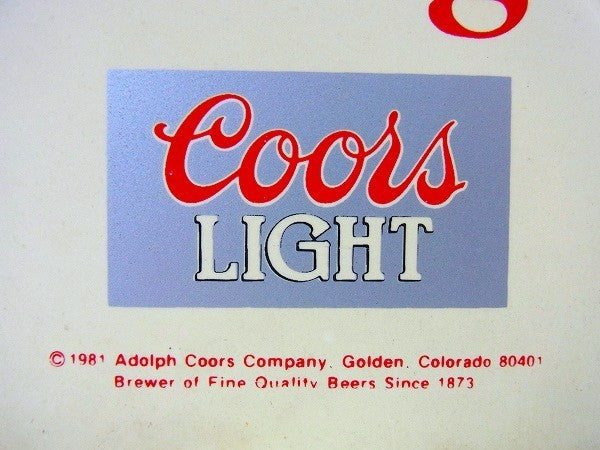 Coors
LIGHT
© 1981 Adolph Coors Company, Golden, Colorado 80401
Brewer of Fine Quality Beers Since 1873